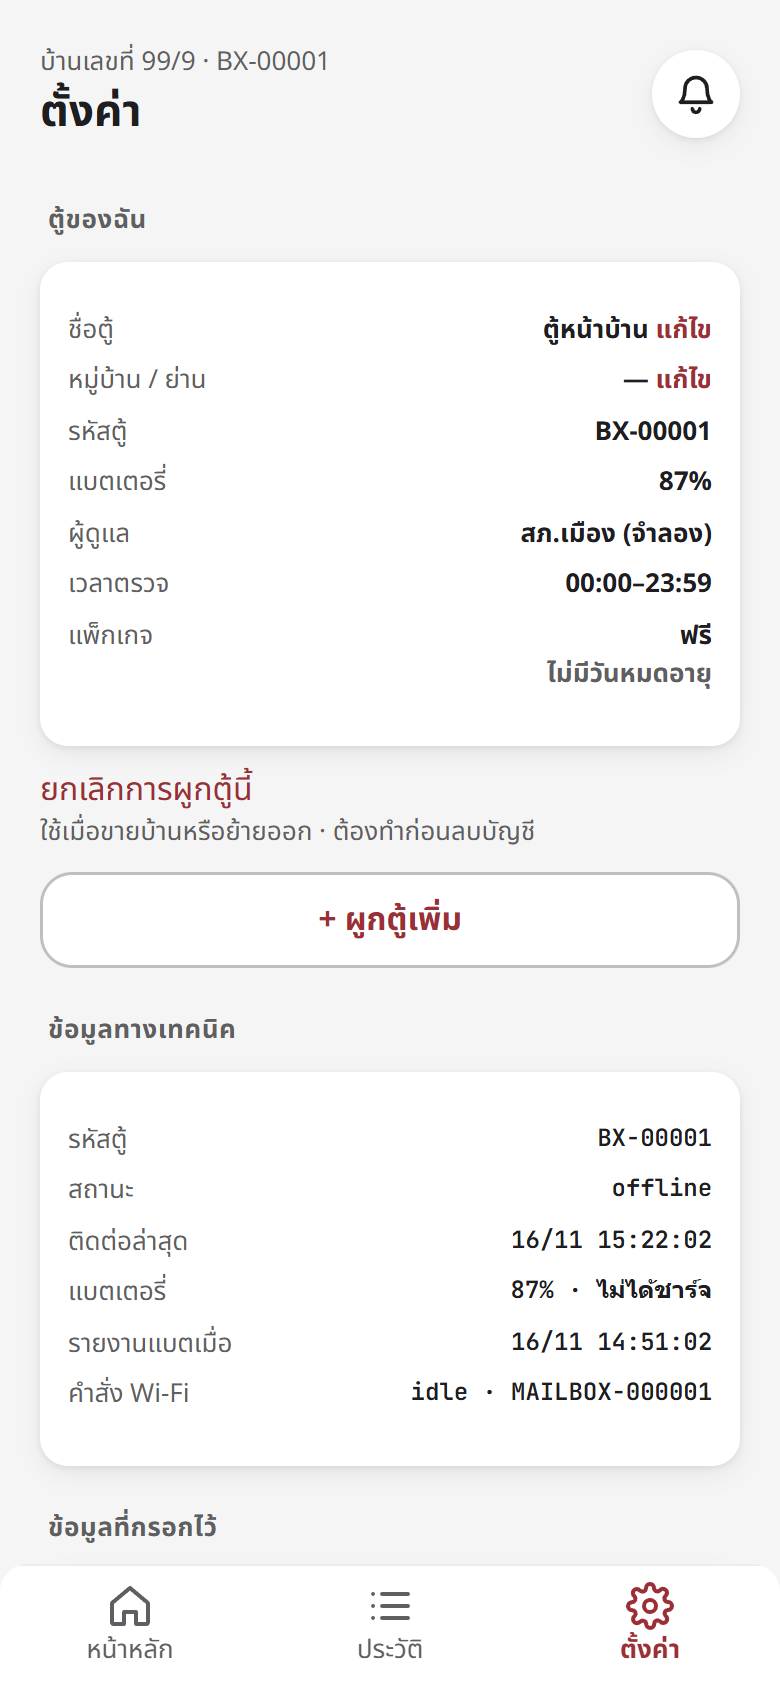 บ้านเลขที่ 99/9 · BX-00001
ตั้งค่า
ตู้ของฉัน
ชื่อตู้ ตู้หน้าบ้าน แก้ไข
หมู่บ้าน / ย่าน — แก้ไข
รหัสตู้ BX-00001
แบตเตอรี่ 87%
ผู้ดูแล สภ.เมือง (จำลอง)
เวลาตรวจ 00:00–23:59
แพ็กเกจ ฟรี
ไม่มีวันหมดอายุ
ยกเลิกการผูกตู้นี้
ใช้เมื่อขายบ้านหรือย้ายออก · ต้องทำก่อนลบบัญชี
+ ผูกตู้เพิ่ม
ข้อมูลทางเทคนิค
รหัสตู้ BX-00001
สถานะ offline
ติดต่อล่าสุด 16/11 15:22:02
แบตเตอรี่ 87% · ไม่ได้ชาร์จ
รายงานแบตเมื่อ 16/11 14:51:02
คำสั่ง Wi-Fi idle · MAILBOX-000001
ข้อมูลที่กรอกไว้
หน้าหลัก ประวัติ ตั้งค่า